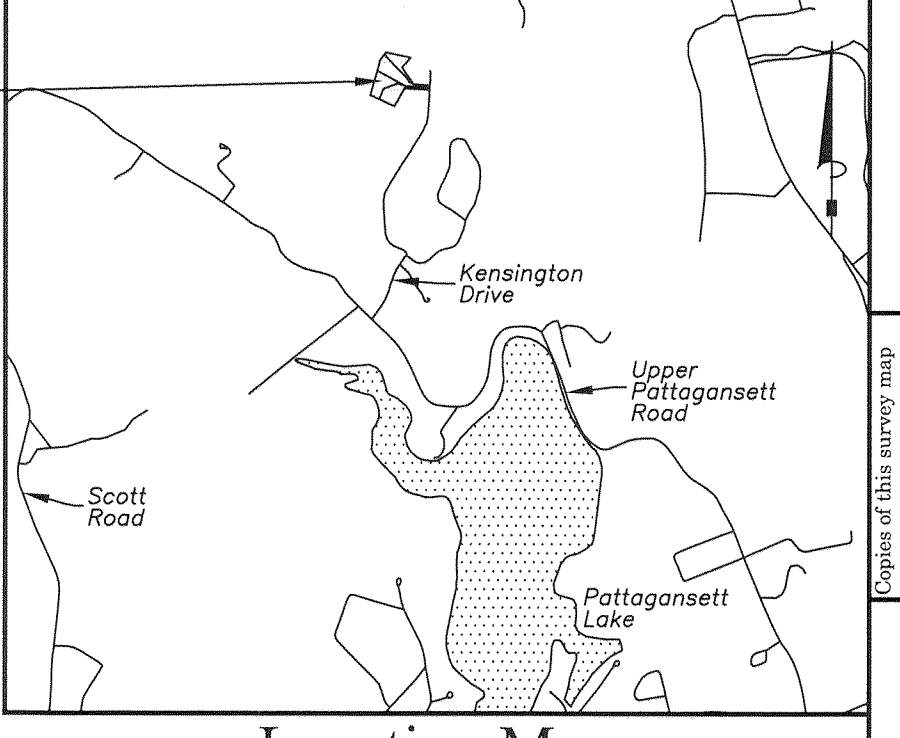 Kensington
Drive
Upper
Pattagansett
Road
Scott
Road
Pattagansett
Lake
Copies of this survey map